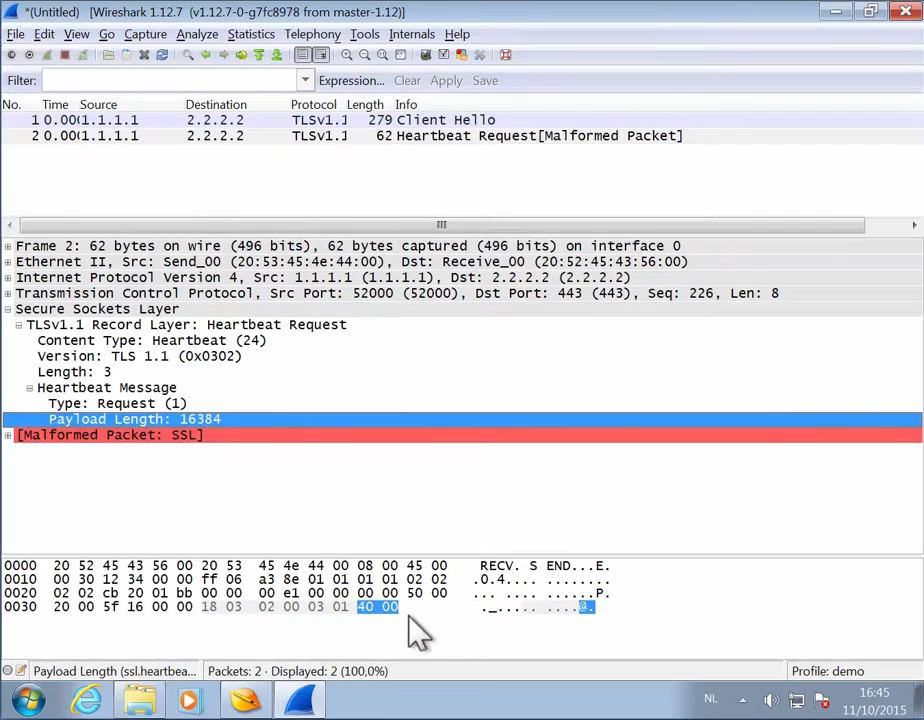 *(Untitled) [Wireshark 1.12.7 (v1.12.7-0-g7fc8978 from master-1.12)]
File Edit View Go Capture Analyze Statistics Telephony Tools Internals Help
Filter: Expression... Clear Apply Save
No. Time Source Destination Protocol Length Info
1 0.00(1.1.1.1 2.2.2.2 TLSv1.1 279 Client Hello
2 0.00(1.1.1.1 2.2.2.2 TLSv1.1 62 Heartbeat Request[Malformed Packet]
Frame 2: 62 bytes on wire (496 bits), 62 bytes captured (496 bits) on interface 0
Ethernet II, Src: Send_00 (20:53:45:4e:44:00), Dst: Receive_00 (20:52:45:43:56:00)
Internet Protocol Version 4, Src: 1.1.1.1 (1.1.1.1), Dst: 2.2.2.2 (2.2.2.2)
Transmission Control Protocol, Src Port: 52000 (52000), Dst Port: 443 (443), Seq: 226, Len: 8
Secure Sockets Layer
TLSv1.1 Record Layer: Heartbeat Request
Content Type: Heartbeat (24)
Version: TLS 1.1 (0x0302)
Length: 3
Heartbeat Message
Type: Request (1)
Payload Length: 16384
[Malformed Packet: SSL]
0000 20 52 45 43 56 00 20 53 45 4e 44 00 08 00 45 00 RECV. S END...E.
0010 00 30 12 34 00 00 ff 06 a3 8e 01 01 01 01 02 02 .0.4.... ........
0020 02 02 cb 20 01 bb 00 00 00 e1 00 00 00 00 50 00 ... .... ......P.
0030 20 00 5f 16 00 00 18 03 02 00 03 01 40 00 ._..... ....@.
Payload Length (ssl.heartbea... Packets: 2 · Displayed: 2 (100,0%) Profile: demo
NL 16:45
11/10/2015